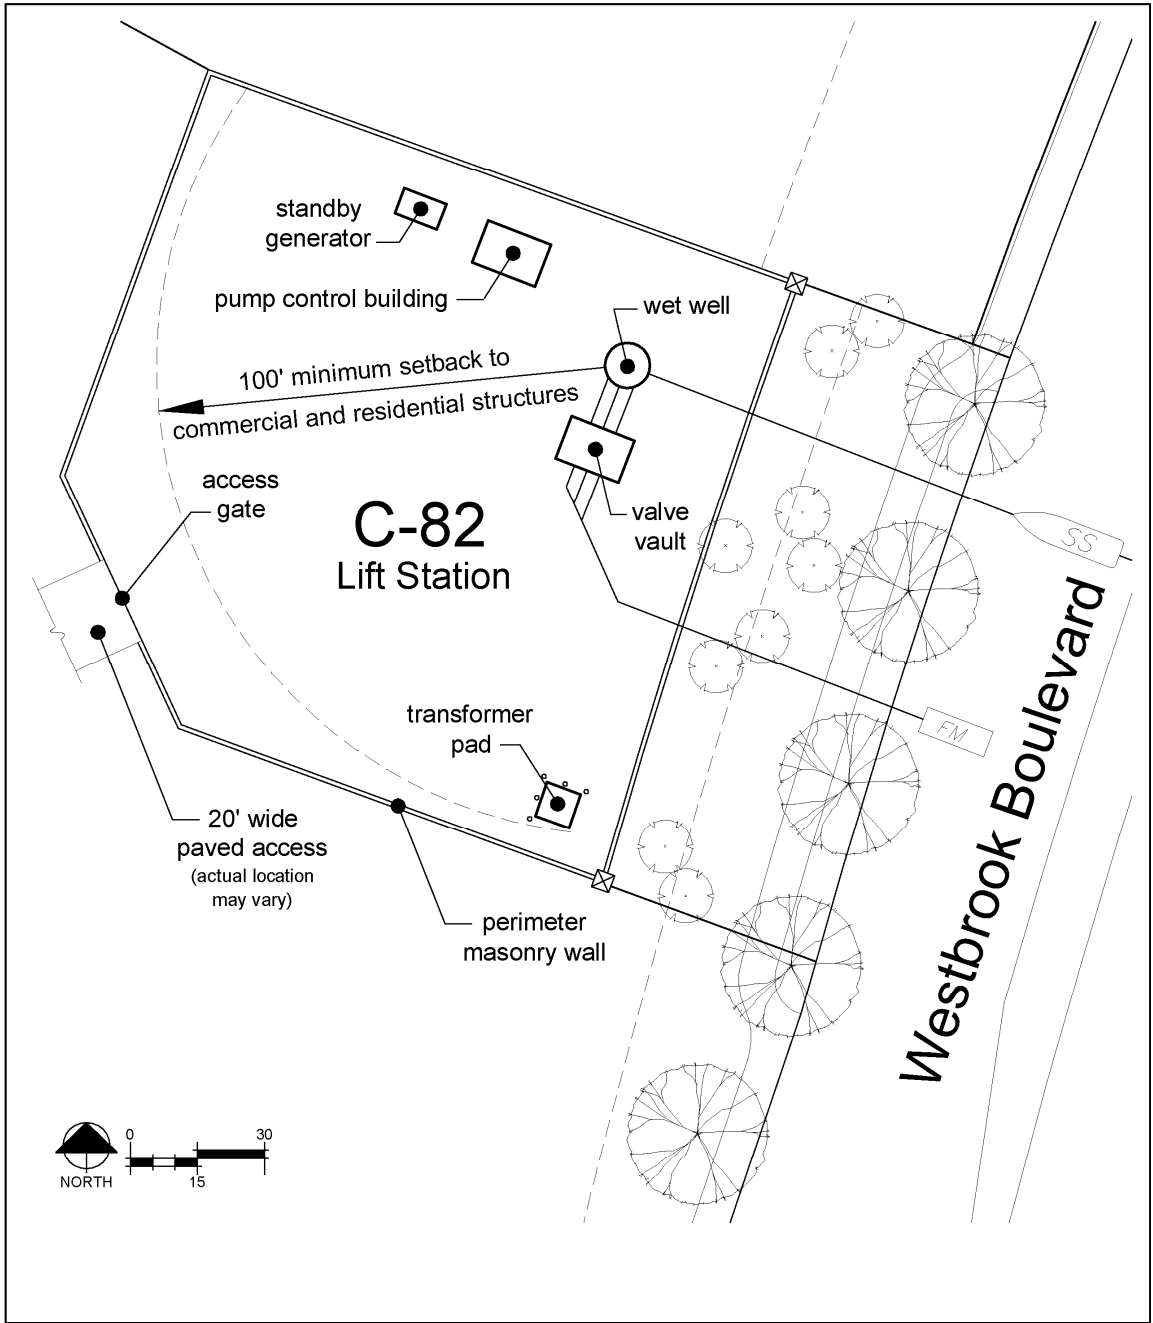 standby
generator
pump control building
wet well
100' minimum setback to
commercial and residential structures
access
gate
C-82
Lift Station
valve
vault
SS
Westbrook Boulevard
FM
transformer
pad
20' wide
paved access
(actual location
may vary)
perimeter
masonry wall
0
30
NORTH
15